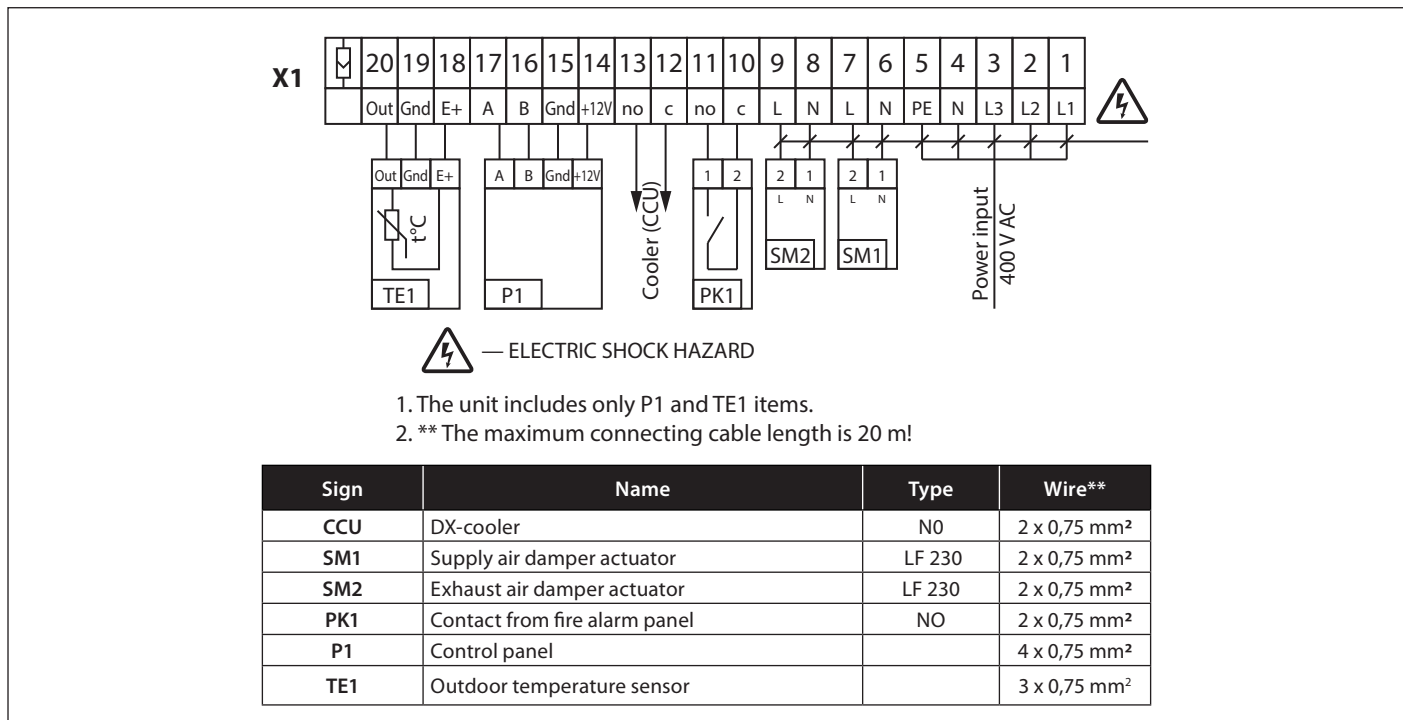 X1 20 19 18 17 16 15 14 13 12 11 10 9 8 7 6 5 4 3 2 1
Out Gnd E+ A B Gnd +12V no c no c L N L N PE N L3 L2 L1
Out Gnd E+ A B Gnd +12V 1 2 2 1 2 1
L N L N
t°C
Cooler (CCU)
Power input
400 V AC
SM2 SM1
TE1 P1 PK1
— ELECTRIC SHOCK HAZARD
1. The unit includes only P1 and TE1 items.
2. ** The maximum connecting cable length is 20 m!
Sign Name Type Wire**
CCU DX-cooler N0 2 x 0,75 mm²
SM1 Supply air damper actuator LF 230 2 x 0,75 mm²
SM2 Exhaust air damper actuator LF 230 2 x 0,75 mm²
PK1 Contact from fire alarm panel NO 2 x 0,75 mm²
P1 Control panel 4 x 0,75 mm²
TE1 Outdoor temperature sensor 3 x 0,75 mm²